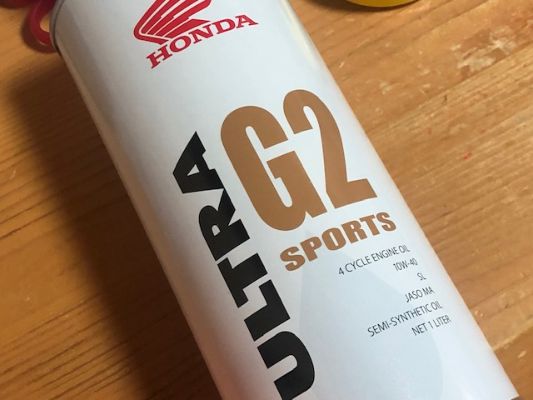 HONDA
ULTRA
G2
SPORTS
4 CYCLE ENGINE OIL
10W-40
SL
JASO MA
SEMI-SYNTHETIC OIL
NET 1 LITER